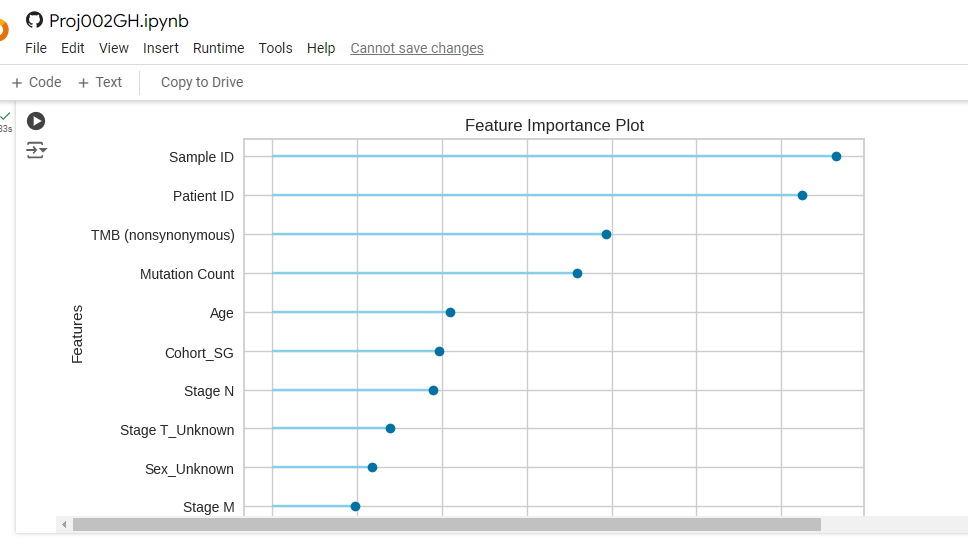 Proj002GH.ipynb
File Edit View Insert Runtime Tools Help Cannot save changes
+ Code + Text Copy to Drive
33s
Feature Importance Plot
Features
Sample ID
Patient ID
TMB (nonsynonymous)
Mutation Count
Age
Cohort_SG
Stage N
Stage T_Unknown
Sex_Unknown
Stage M